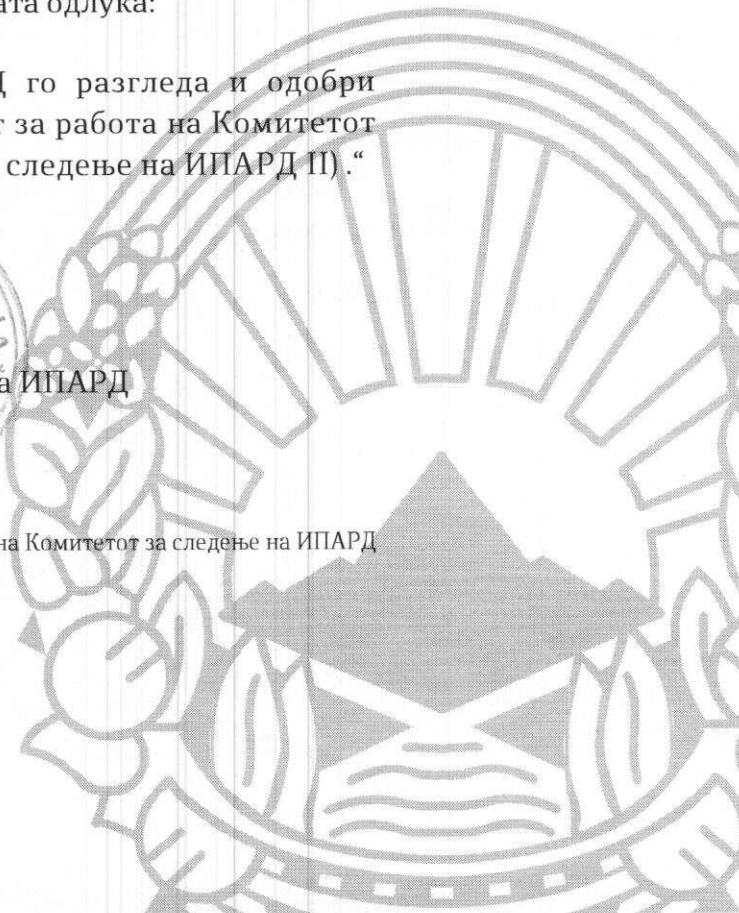 ата одлука:
Д го разгледа и одобри
т за работа на Комитетот
следење на ИПАРД II) .“
а ИПАРД
на Комитетот за следење на ИПАРД